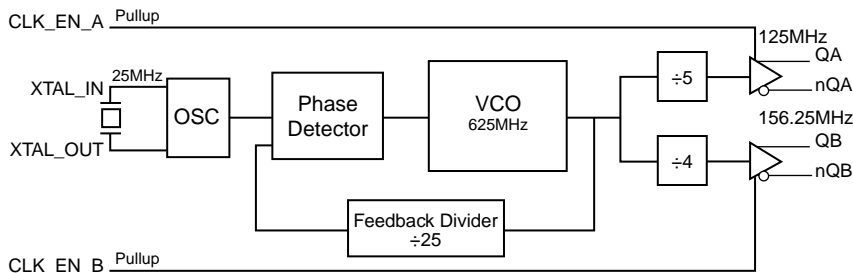 CLK_EN_A Pullup
125MHz
QA
nQA
XTAL_IN 25MHz
OSC
Phase
Detector
VCO
625MHz
÷5
XTAL_OUT
156.25MHz
QB
nQB
÷4
Feedback Divider
÷25
CLK_EN_B Pullup